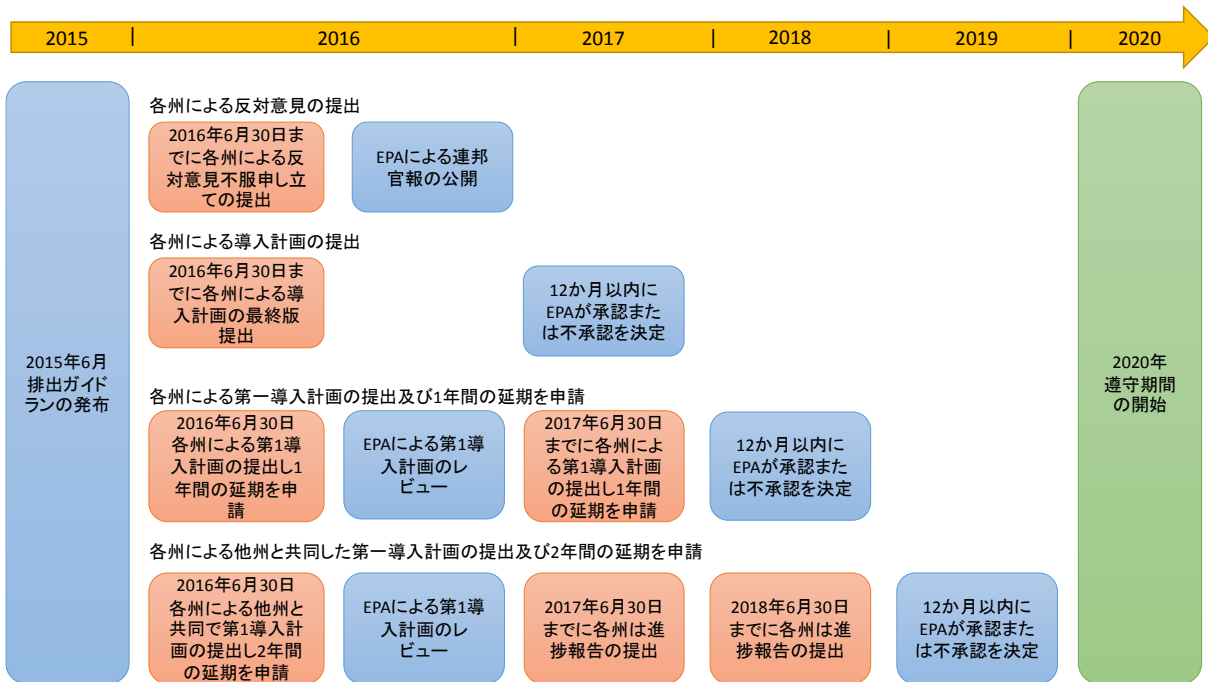 2015 | 2016 | 2017 | 2018 | 2019 | 2020
2015年6月
排出ガイド
ランの発布
各州による反対意見の提出
2016年6月30日ま
でに各州による反
対意見不服申し立
ての提出
EPAによる連邦
官報の公開
各州による導入計画の提出
2016年6月30日ま
でに各州による導
入計画の最終版
提出
12か月以内に
EPAが承認また
は不承認を決定
各州による第一導入計画の提出及び1年間の延期を申請
2016年6月30日
各州による第1導
入計画の提出し1
年間の延期を申
請
EPAによる第1導
入計画のレ
ビュー
2017年6月30日
までに各州によ
る第1導入計画
の提出し1年間
の延期を申請
12か月以内に
EPAが承認また
は不承認を決定
各州による他州と共同した第一導入計画の提出及び2年間の延期を申請
2016年6月30日
各州による他州と
共同で第1導入計
画の提出し2年間
の延期を申請
EPAによる第1導
入計画のレ
ビュー
2017年6月30日
までに各州は進
捗報告の提出
2018年6月30日
までに各州は進
捗報告の提出
12か月以内に
EPAが承認また
は不承認を決定
2020年
遵守期間
の開始